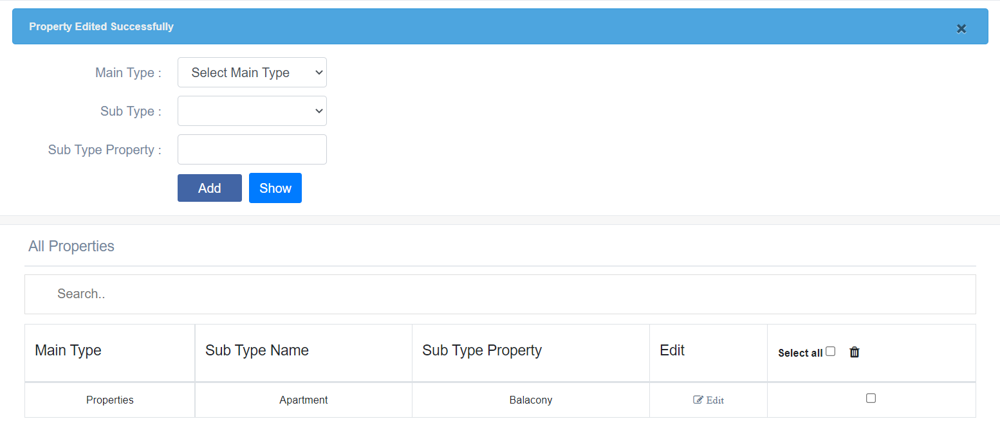 Property Edited Successfully
Main Type :
Select Main Type
Sub Type :
Sub Type Property :
Add Show
All Properties
Search..
Main Type Sub Type Name Sub Type Property Edit Select all
Properties Apartment Balacony Edit